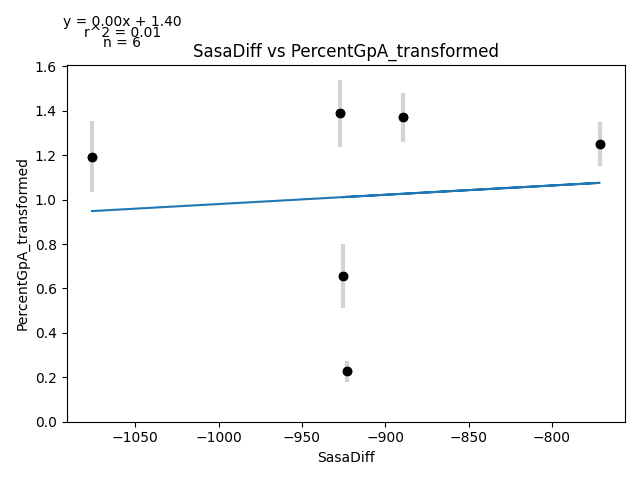 y = 0.00x + 1.40
r^2 = 0.01
n = 6
SasaDiff vs PercentGpA_transformed
1.6
1.4
1.2
1.0
0.8
0.6
0.4
0.2
0.0
PercentGpA_transformed
−1050
−1000
−950
−900
−850
−800
SasaDiff